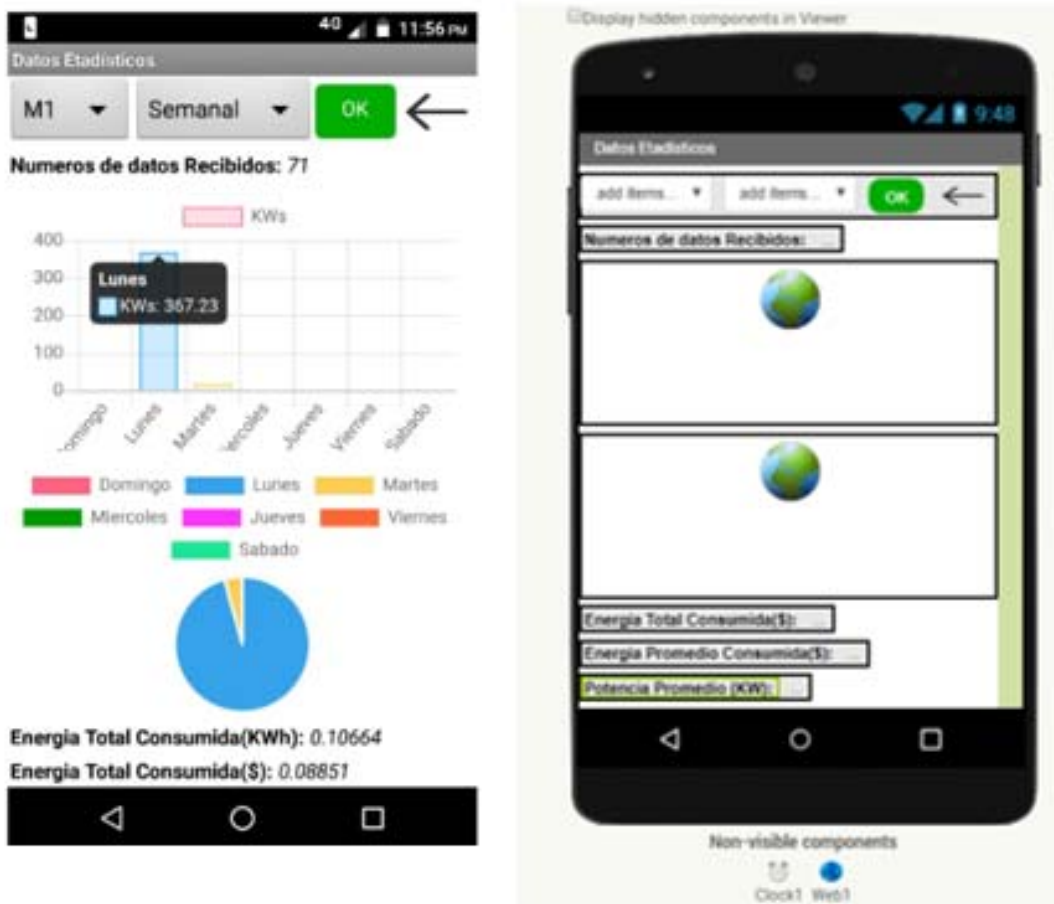 40 11:56 PM
Datos Etadísticos
M1 Semanal OK
Numeros de datos Recibidos: 71
KWs
400
300
200
100
0
Lunes
KWs: 367.23
Domingo Lunes Martes Miercoles Jueves Viernes Sabado
Domingo Lunes Martes
Miercoles Jueves Viernes
Sabado
Energia Total Consumida(KWh): 0.10664
Energia Total Consumida($): 0.08851
Display hidden components in Viewer
9:48
Datos Etadísticos
add items... add items... OK
Numeros de datos Recibidos:
Energia Total Consumida($):
Energia Promedio Consumida($):
Potencia Promedio (KW):
Non-visible components
Clock1 Web1